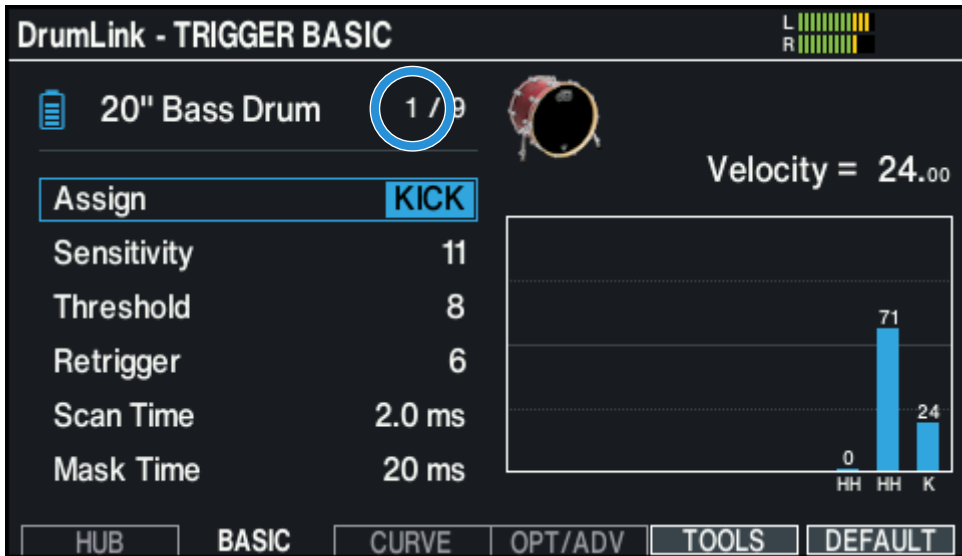 DrumLink - TRIGGER BASIC
L
R
20" Bass Drum 1 / 9
Velocity = 24.00
Assign KICK
Sensitivity 11
Threshold 8
Retrigger 6
Scan Time 2.0 ms
Mask Time 20 ms
71
24
0
HH HH K
HUB BASIC CURVE OPT/ADV TOOLS DEFAULT